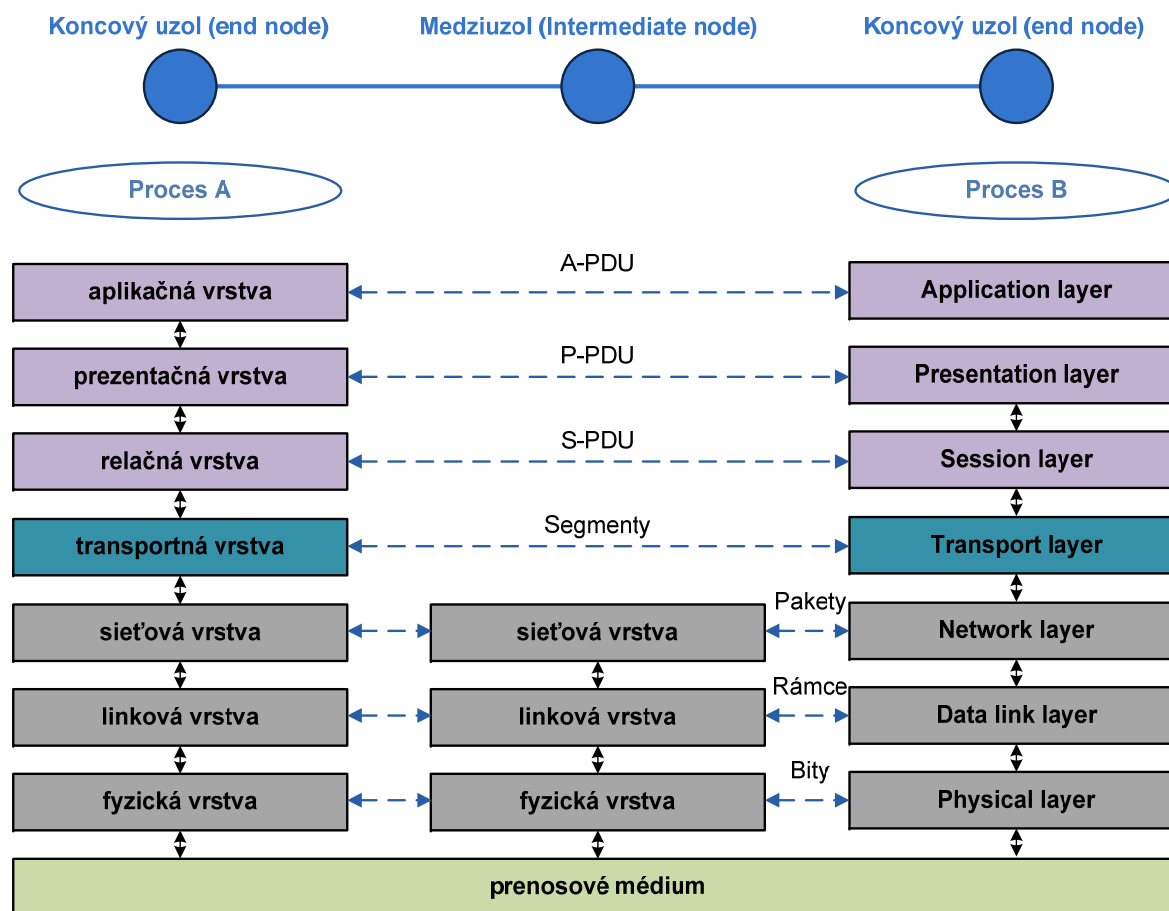 Koncový uzol (end node)
Medziuzol (Intermediate node)
Koncový uzol (end node)
Proces A
Proces B
A-PDU
aplikačná vrstva
Application layer
P-PDU
prezentačná vrstva
Presentation layer
S-PDU
relačná vrstva
Session layer
Segmenty
transportná vrstva
Transport layer
Pakety
sieťová vrstva
sieťová vrstva
Network layer
Rámce
linková vrstva
linková vrstva
Data link layer
Bity
fyzická vrstva
fyzická vrstva
Physical layer
prenosové médium